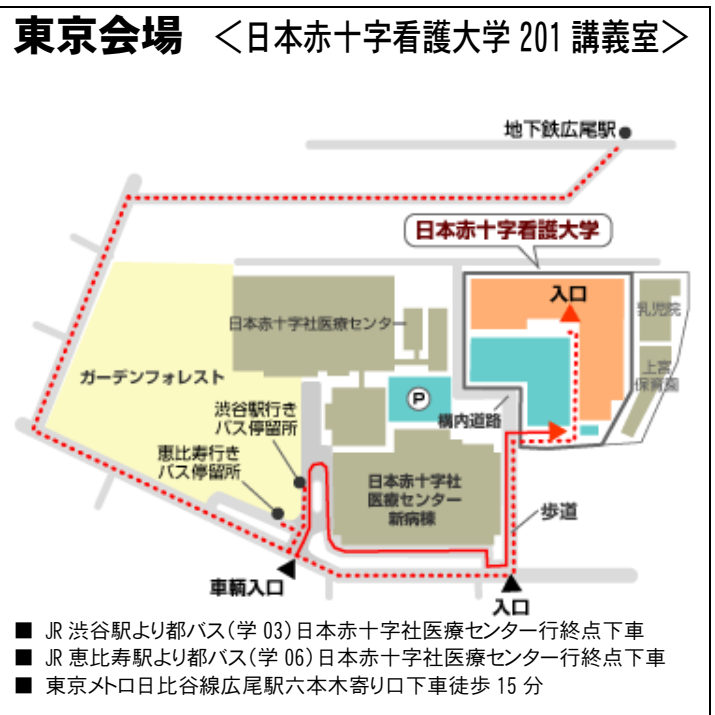 東京会場 ＜日本赤十字看護大学 201 講義室＞
地下鉄広尾駅
日本赤十字看護大学
入口
乳児院
日本赤十字社医療センター
上宮
保育園
ガーデンフォレスト
P
渋谷駅行き
バス停留所
構内道路
恵比寿行き
バス停留所
日本赤十字社
医療センター
新病棟
歩道
車輌入口
入口
■ JR 渋谷駅より都バス（学 03）日本赤十字社医療センター行終点下車
■ JR 恵比寿駅より都バス（学 06）日本赤十字社医療センター行終点下車
■ 東京メトロ日比谷線広尾駅六本木寄り口下車徒歩 15 分